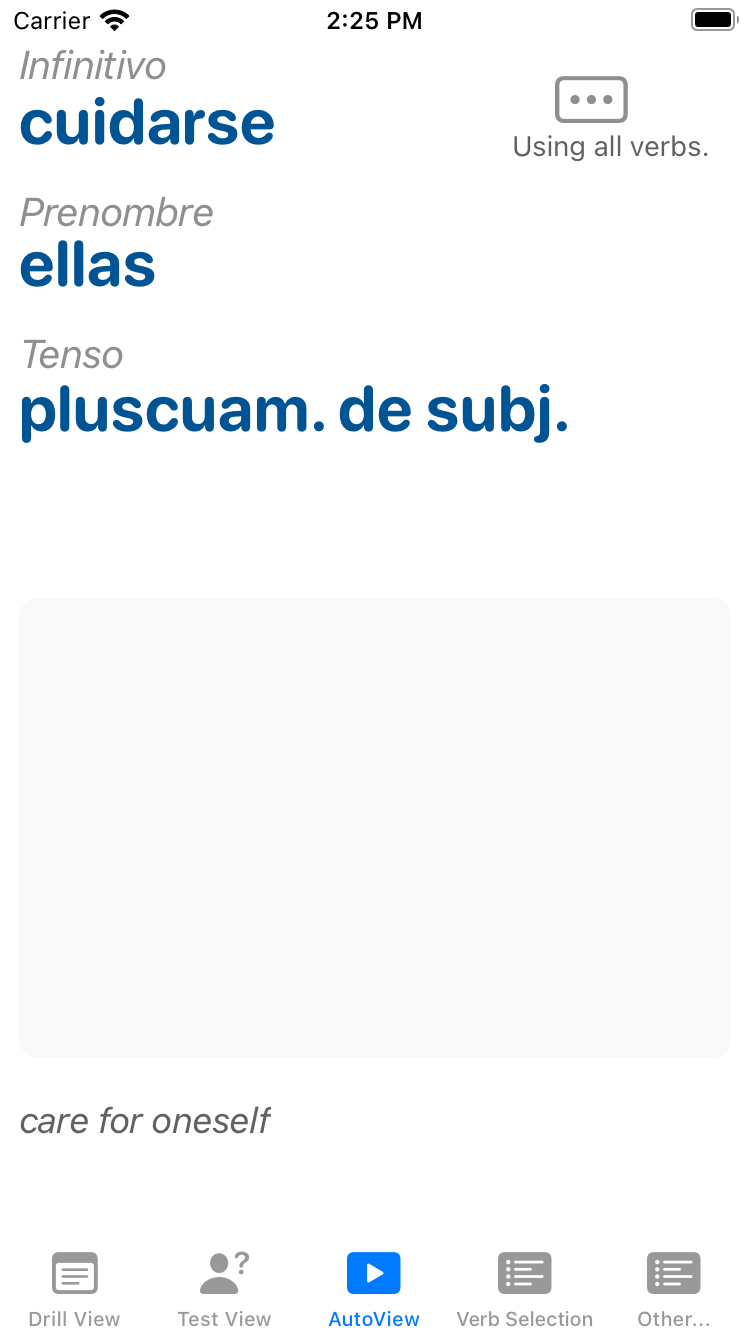 Carrier 2:25 PM
Infinitivo
cuidarse
Using all verbs.
Prenombre
ellas
Tenso
pluscuam. de subj.
care for oneself
Drill View Test View AutoView Verb Selection Other...